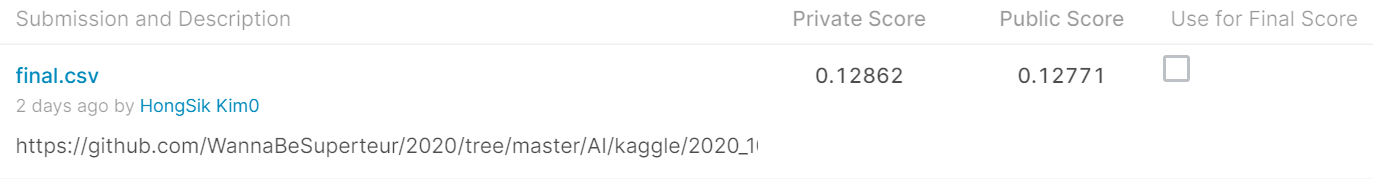 Submission and Description Private Score Public Score Use for Final Score
final.csv 0.12862 0.12771
2 days ago by HongSik Kim0
https://github.com/WannaBeSuperteur/2020/tree/master/AI/kaggle/2020_1